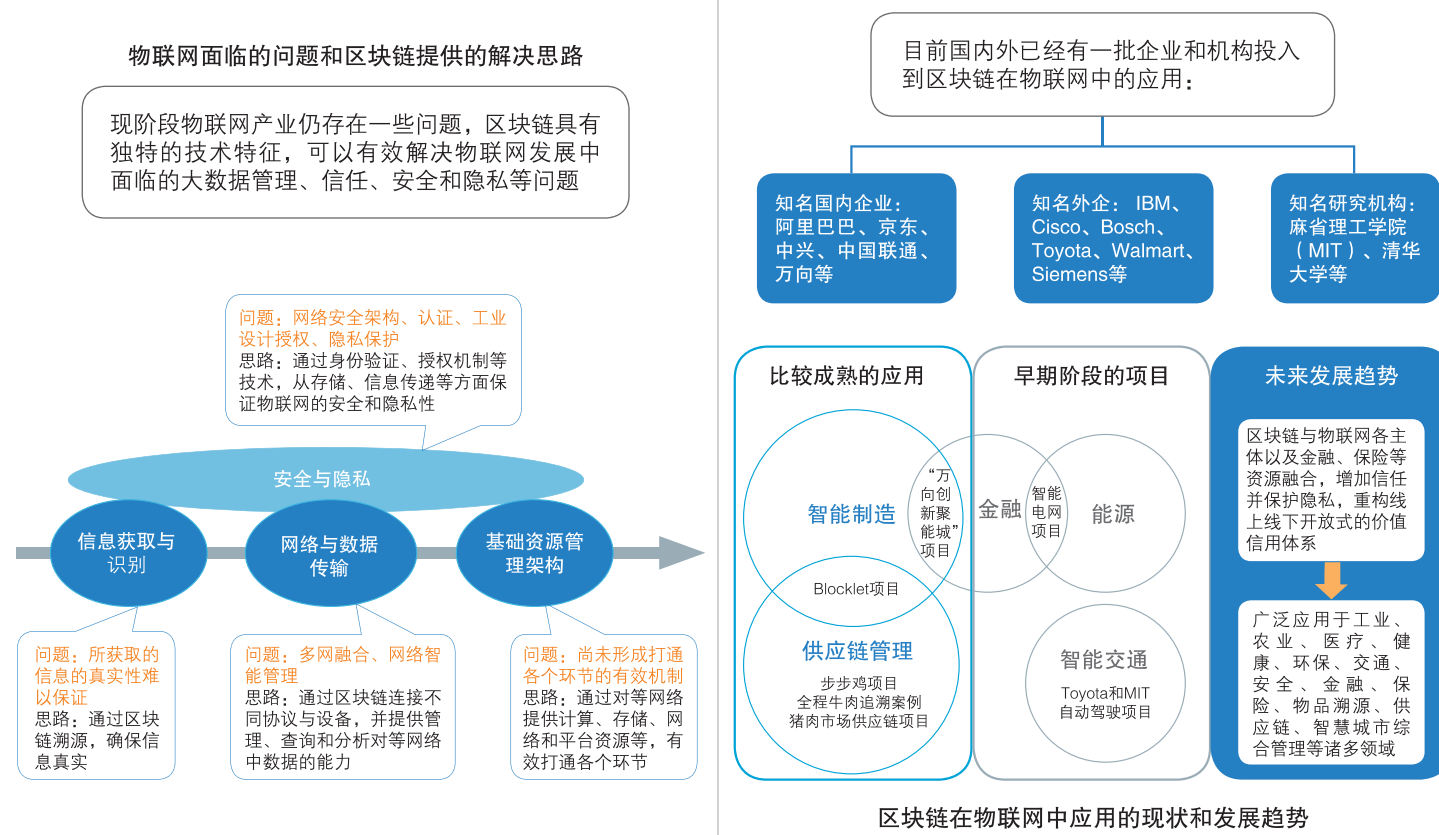 物联网面临的问题和区块链提供的解决思路
现阶段物联网产业仍存在一些问题，区块链具有
独特的技术特征，可以有效解决物联网发展中
面临的大数据管理、信任、安全和隐私等问题
问题：网络安全架构、认证、工业
设计授权、隐私保护
思路：通过身份验证、授权机制等
技术，从存储、信息传递等方面保
证物联网的安全和隐私性
安全与隐私
信息获取与
识别
网络与数据
传输
基础资源管
理架构
问题：所获取的
信息的真实性难
以保证
思路：通过区块
链溯源，确保信
息真实
问题：多网融合、网络智
能管理
思路：通过区块链连接不
同协议与设备，并提供管
理、查询和分析对等网络
中数据的能力
问题：尚未形成打通
各个环节的有效机制
思路：通过对等网络
提供计算、存储、网
络和平台资源等，有
效打通各个环节
目前国内外已经有一批企业和机构投入
到区块链在物联网中的应用：
知名国内企业：
阿里巴巴、京东、
中兴、中国联通、
万向等
知名外企： IBM、
Cisco、Bosch、
Toyota、Walmart、
Siemens等
知名研究机构：
麻省理工学院
（MIT）、清华
大学等
比较成熟的应用
智能制造
“万
向创
新聚
能城”
项目
Blocklet项目
供应链管理
步步鸡项目
全程牛肉追溯案例
猪肉市场供应链项目
早期阶段的项目
金融
智能
电网
项目
能源
智能交通
Toyota和MIT
自动驾驶项目
未来发展趋势
区块链与物联网各主
体以及金融、保险等
资源融合，增加信任
并保护隐私，重构线
上线下开放式的价值
信用体系
广泛应用于工业、
农业、医疗、健
康、环保、交通、
安全、金融、保
险、物品溯源、供
应链、智慧城市综
合管理等诸多领域
区块链在物联网中应用的现状和发展趋势